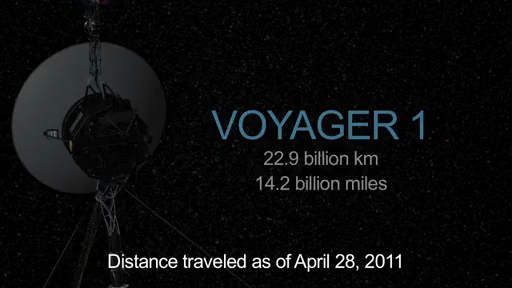 VOYAGER 1
22.9 billion km
14.2 billion miles
Distance traveled as of April 28, 2011